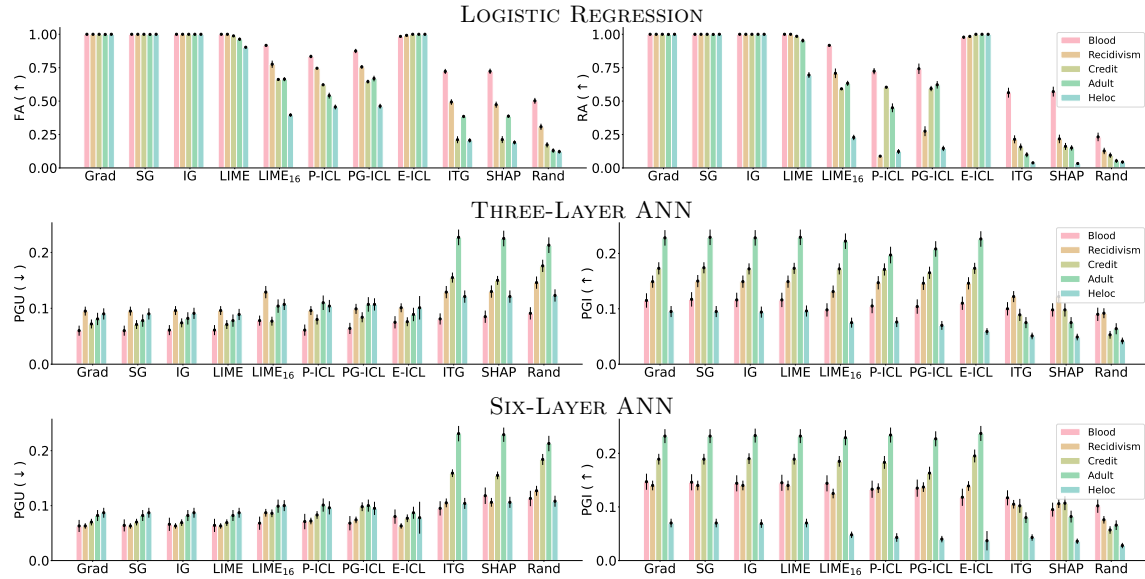 LOGISTIC REGRESSION
FA (↑)
1.00
0.75
0.50
0.25
0.00
Grad SG IG LIME LIME₁₆ P-ICL PG-ICL E-ICL ITG SHAP Rand
RA (↑)
1.00
0.75
0.50
0.25
0.00
Grad SG IG LIME LIME₁₆ P-ICL PG-ICL E-ICL ITG SHAP Rand
Blood
Recidivism
Credit
Adult
Heloc
THREE-LAYER ANN
PGU (↓)
0.2
0.1
0.0
Grad SG IG LIME LIME₁₆ P-ICL PG-ICL E-ICL ITG SHAP Rand
PGI (↑)
0.2
0.1
0.0
Grad SG IG LIME LIME₁₆ P-ICL PG-ICL E-ICL ITG SHAP Rand
Blood
Recidivism
Credit
Adult
Heloc
SIX-LAYER ANN
PGU (↓)
0.2
0.1
0.0
Grad SG IG LIME LIME₁₆ P-ICL PG-ICL E-ICL ITG SHAP Rand
PGI (↑)
0.2
0.1
0.0
Grad SG IG LIME LIME₁₆ P-ICL PG-ICL E-ICL ITG SHAP Rand
Blood
Recidivism
Credit
Adult
Heloc